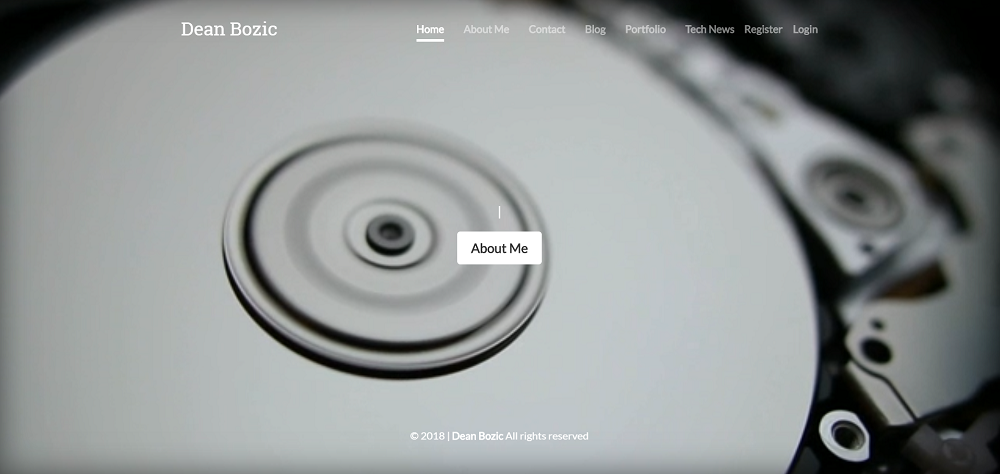 Dean Bozic
Home About Me Contact Blog Portfolio Tech News Register Login
About Me
© 2018 | Dean Bozic All rights reserved